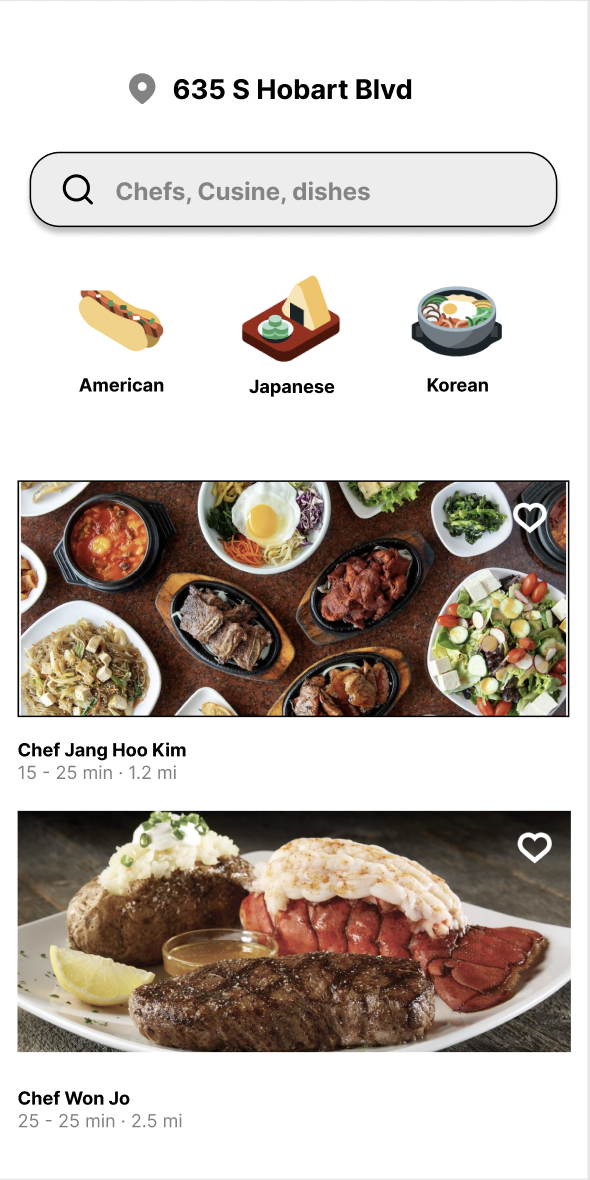 635 S Hobart Blvd
Chefs, Cusine, dishes
American
Japanese
Korean
Chef Jang Hoo Kim
15 - 25 min · 1.2 mi
Chef Won Jo
25 - 25 min · 2.5 mi